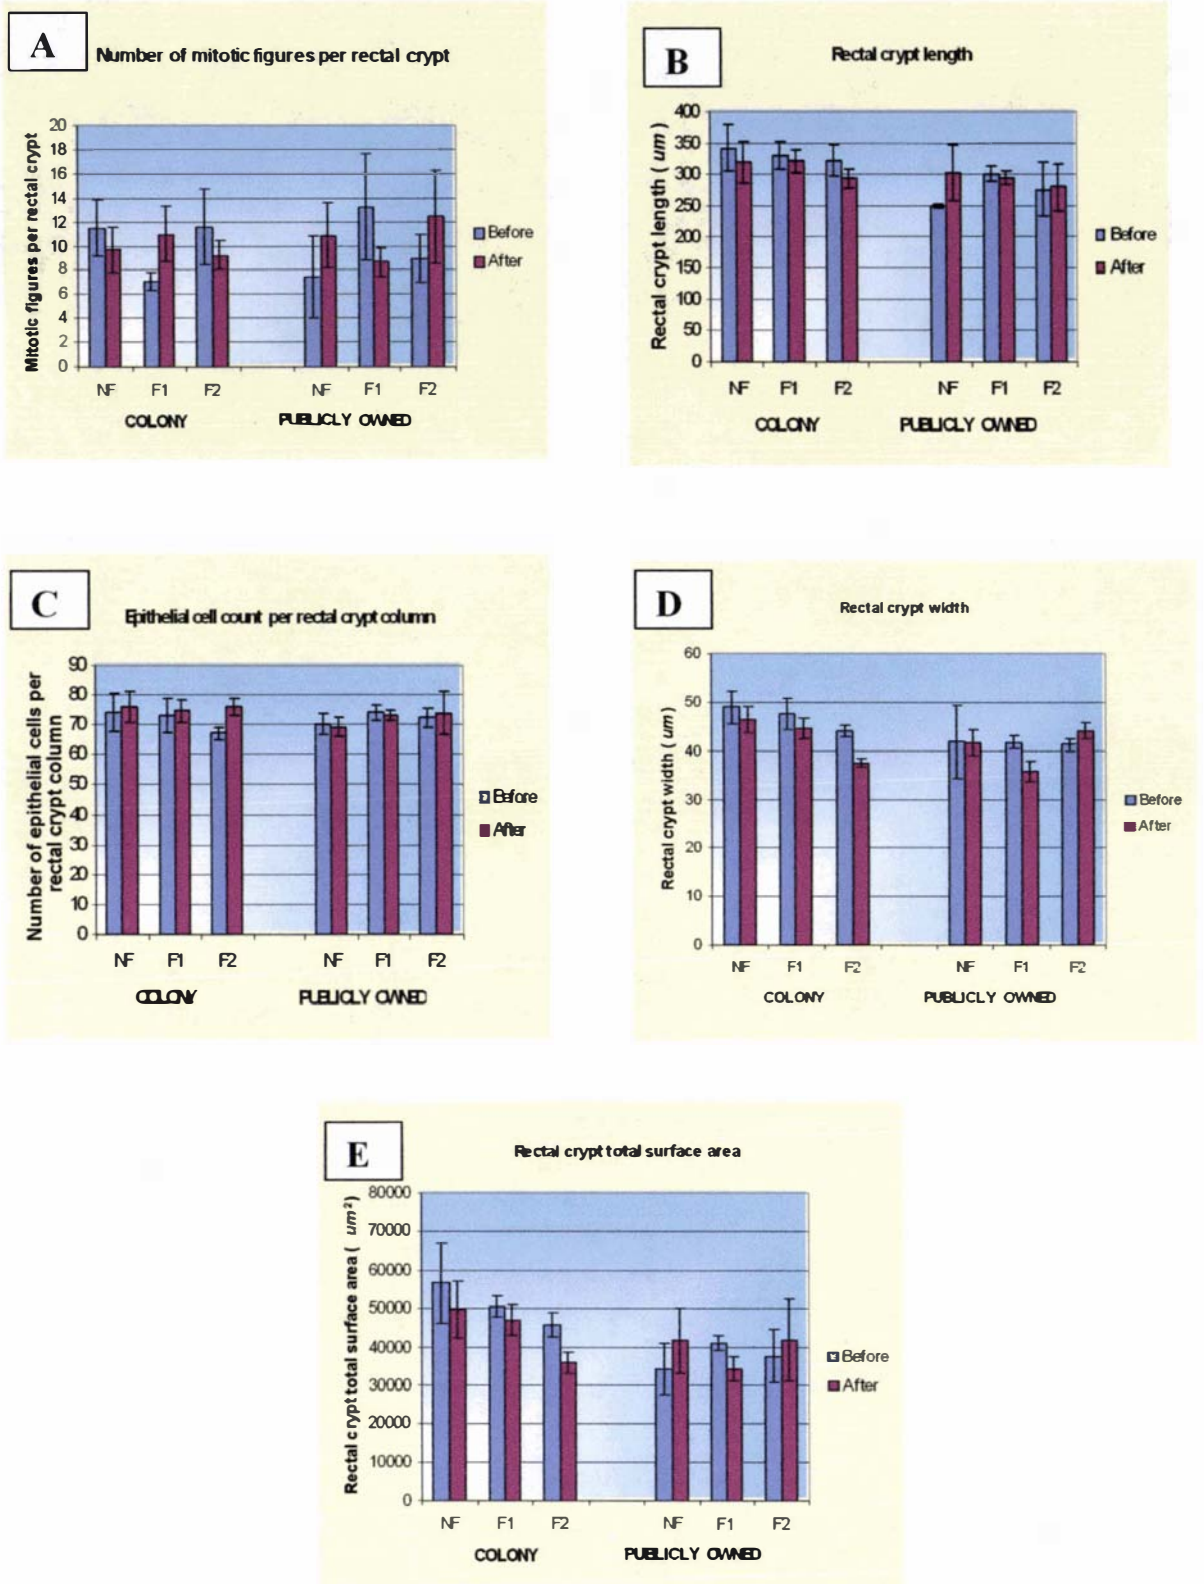 A
Number of mitotic figures per rectal crypt
Mitotic figures per rectal crypt
20
18
16
14
12
10
8
6
4
2
0
NF F1 F2 NF F1 F2
COLONY PUBLICLY OWNED
Before
After
B
Rectal crypt length
Rectal crypt length ( um )
400
350
300
250
200
150
100
50
0
NF F1 F2 NF F1 F2
COLONY PUBLICLY OWNED
Before
After
C
Epithelial cell count per rectal crypt column
Number of epithelial cells per
rectal crypt column
90
80
70
60
50
40
30
20
10
0
NF F1 F2 NF F1 F2
COLONY PUBLICLY OWNED
Before
After
D
Rectal crypt width
Rectal crypt width ( um )
60
50
40
30
20
10
0
NF F1 F2 NF F1 F2
COLONY PUBLICLY OWNED
Before
After
E
Rectal crypt total surface area
Rectal crypt total surface area ( um²)
80000
70000
60000
50000
40000
30000
20000
10000
0
NF F1 F2 NF F1 F2
COLONY PUBLICLY OWNED
Before
After